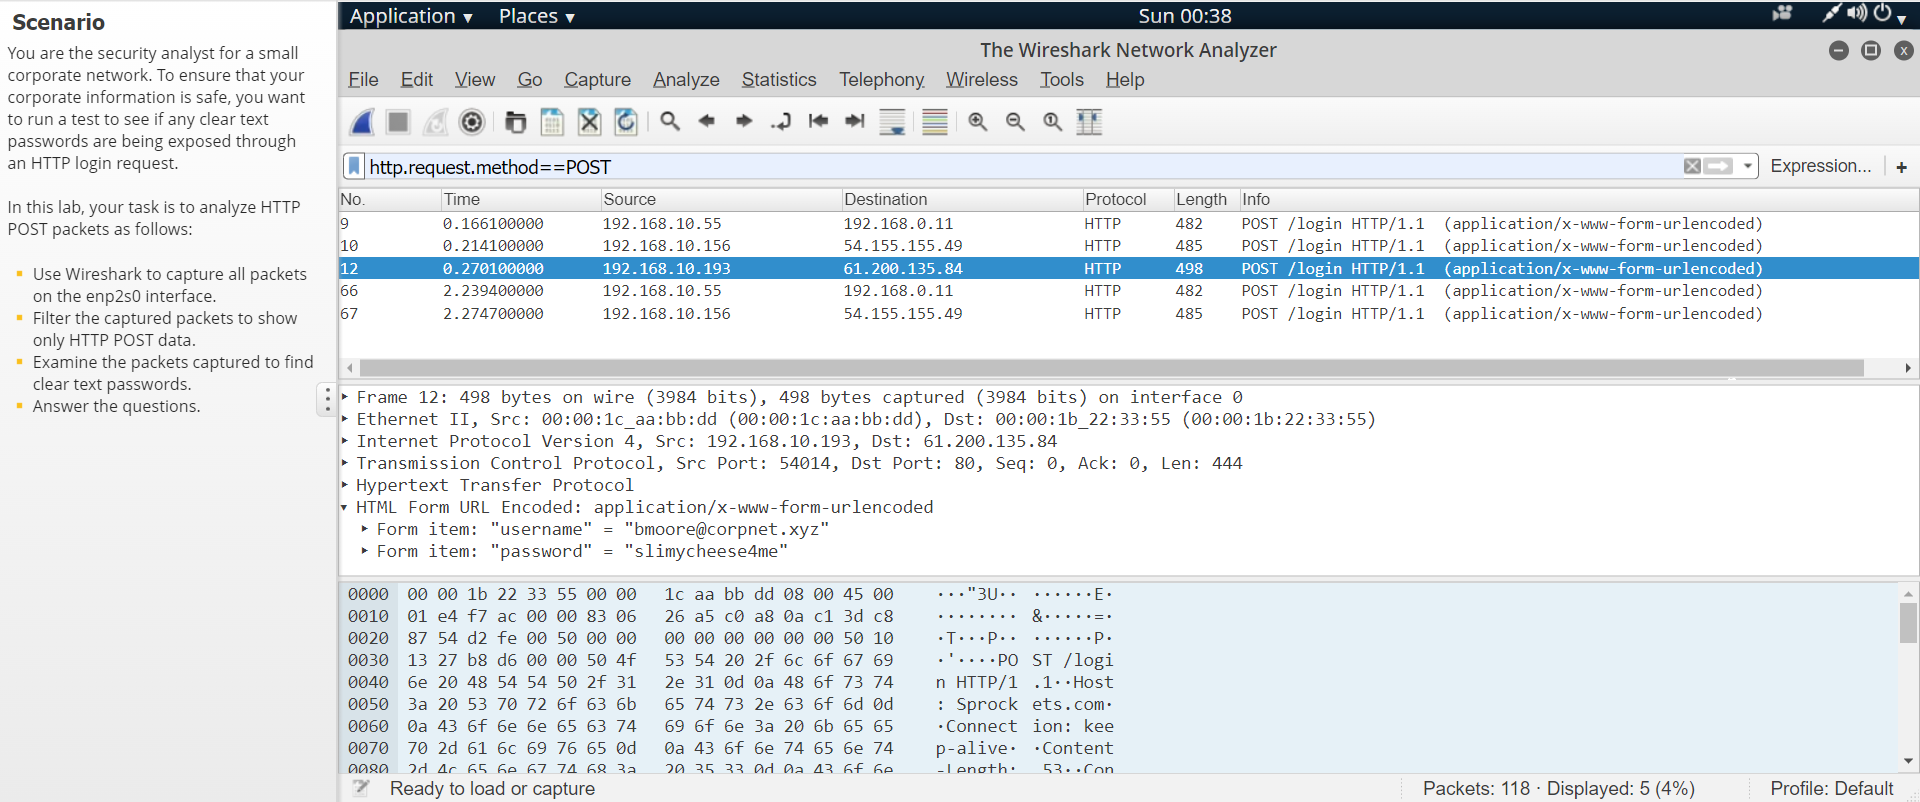 Scenario
You are the security analyst for a small
corporate network. To ensure that your
corporate information is safe, you want
to run a test to see if any clear text
passwords are being exposed through
an HTTP login request.
In this lab, your task is to analyze HTTP
POST packets as follows:
Use Wireshark to capture all packets
on the enp2s0 interface.
Filter the captured packets to show
only HTTP POST data.
Examine the packets captured to find
clear text passwords.
Answer the questions.
Application ▾ Places ▾ Sun 00:38
The Wireshark Network Analyzer
File Edit View Go Capture Analyze Statistics Telephony Wireless Tools Help
http.request.method==POST Expression... +
No. Time Source Destination Protocol Length Info
9 0.166100000 192.168.10.55 192.168.0.11 HTTP 482 POST /login HTTP/1.1 (application/x-www-form-urlencoded)
10 0.214100000 192.168.10.156 54.155.155.49 HTTP 485 POST /login HTTP/1.1 (application/x-www-form-urlencoded)
12 0.270100000 192.168.10.193 61.200.135.84 HTTP 498 POST /login HTTP/1.1 (application/x-www-form-urlencoded)
66 2.239400000 192.168.10.55 192.168.0.11 HTTP 482 POST /login HTTP/1.1 (application/x-www-form-urlencoded)
67 2.274700000 192.168.10.156 54.155.155.49 HTTP 485 POST /login HTTP/1.1 (application/x-www-form-urlencoded)
Frame 12: 498 bytes on wire (3984 bits), 498 bytes captured (3984 bits) on interface 0
Ethernet II, Src: 00:00:1c_aa:bb:dd (00:00:1c:aa:bb:dd), Dst: 00:00:1b_22:33:55 (00:00:1b:22:33:55)
Internet Protocol Version 4, Src: 192.168.10.193, Dst: 61.200.135.84
Transmission Control Protocol, Src Port: 54014, Dst Port: 80, Seq: 0, Ack: 0, Len: 444
Hypertext Transfer Protocol
HTML Form URL Encoded: application/x-www-form-urlencoded
Form item: "username" = "bmoore@corpnet.xyz"
Form item: "password" = "slimycheese4me"
0000 00 00 1b 22 33 55 00 00 1c aa bb dd 08 00 45 00 ···"3U·· ······E·
0010 01 e4 f7 ac 00 00 83 06 26 a5 c0 a8 0a c1 3d c8 ········ &·····=·
0020 87 54 d2 fe 00 50 00 00 00 00 00 00 00 00 50 10 ·T···P·· ······P·
0030 13 27 b8 d6 00 00 50 4f 53 54 20 2f 6c 6f 67 69 ·'····PO ST /logi
0040 6e 20 48 54 54 50 2f 31 2e 31 0d 0a 48 6f 73 74 n HTTP/1 .1··Host
0050 3a 20 53 70 72 6f 63 6b 65 74 73 2e 63 6f 6d 0d : Sprock ets.com·
0060 0a 43 6f 6e 6e 65 63 74 69 6f 6e 3a 20 6b 65 65 ·Connect ion: kee
0070 70 2d 61 6c 69 76 65 0d 0a 43 6f 6e 74 65 6e 74 p-alive· ·Content
0080 2d 4c 65 6e 67 74 68 3a 20 35 33 0d 0a 43 6f 6e -Length: 53··Con
Ready to load or capture Packets: 118 · Displayed: 5 (4%) Profile: Default